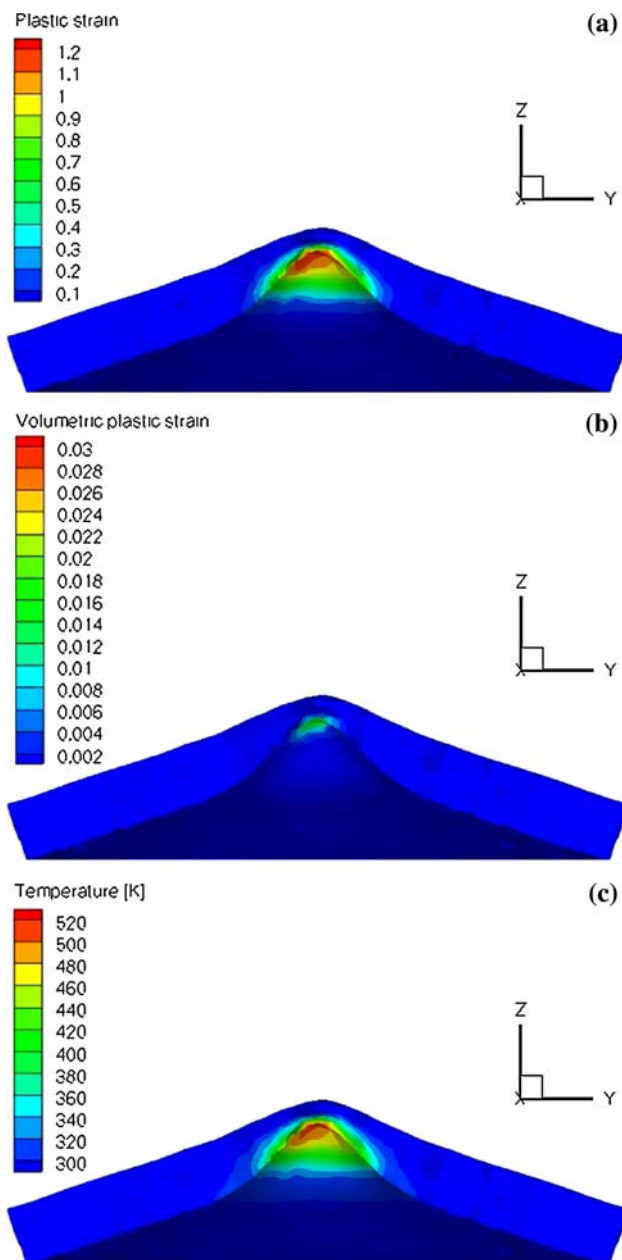 Plastic strain
(a)
1.2
1.1
1
0.9
0.8
0.7
0.6
0.5
0.4
0.3
0.2
0.1
Z
X
Y
Volumetric plastic strain
(b)
0.03
0.028
0.026
0.024
0.022
0.02
0.018
0.016
0.014
0.012
0.01
0.008
0.006
0.004
0.002
Z
X
Y
Temperature [K]
(c)
520
500
480
460
440
420
400
380
360
340
320
300
Z
X
Y